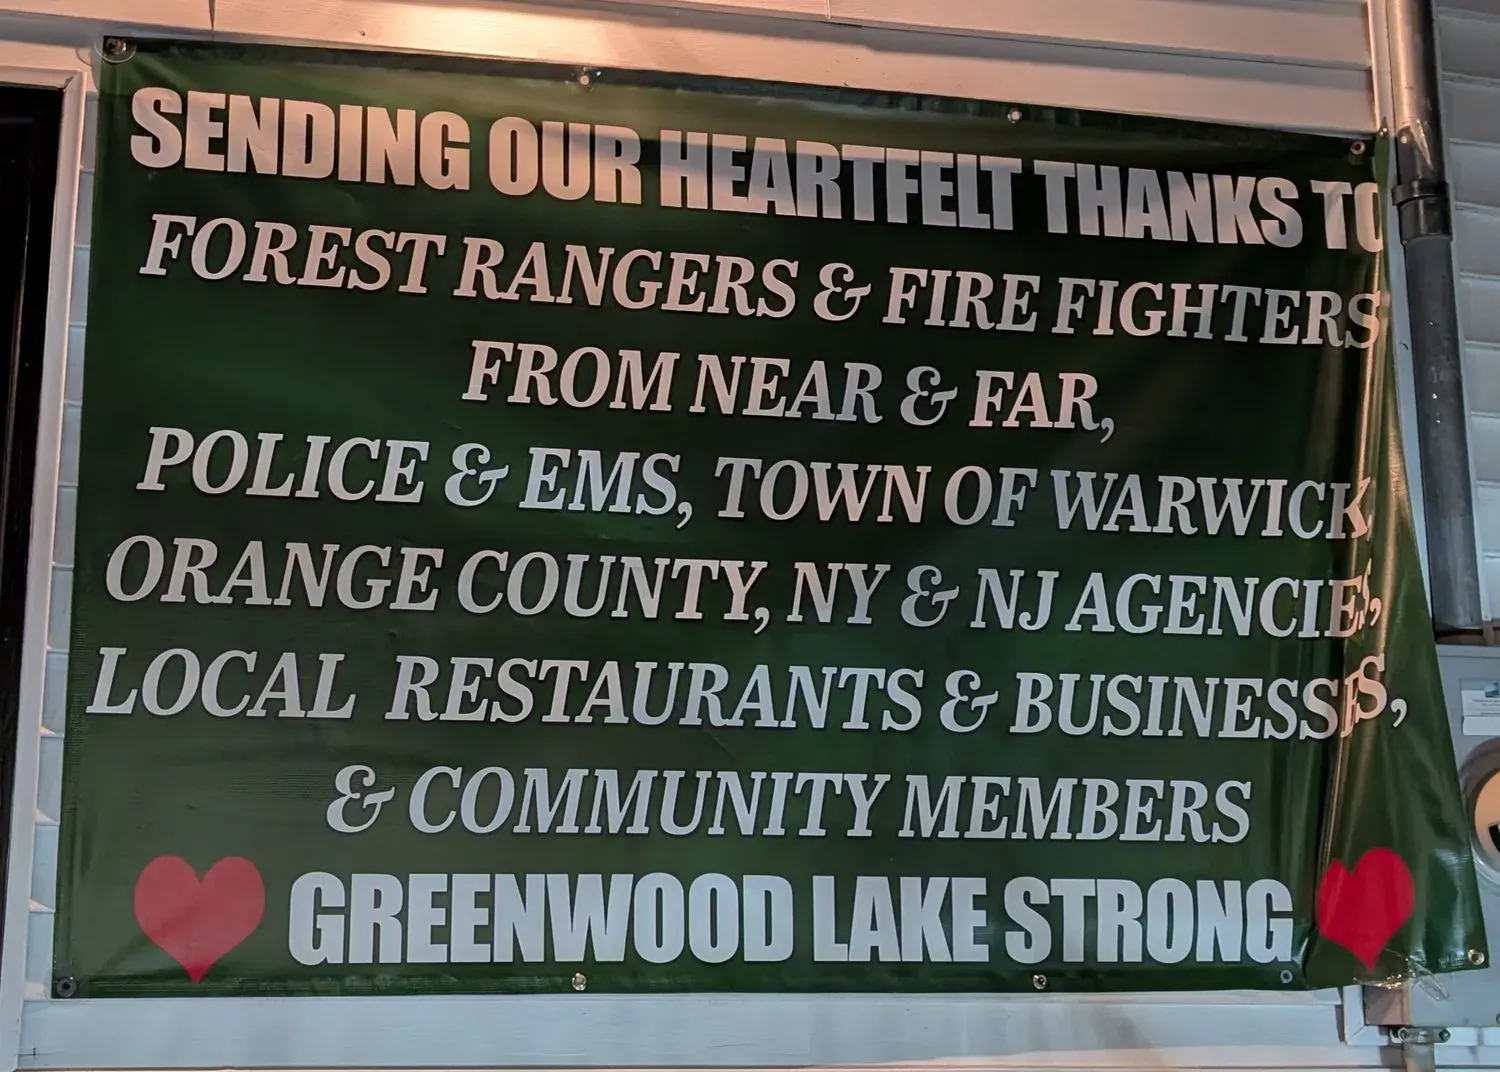 SENDING OUR HEARTFELT THANKS TO
FOREST RANGERS & FIRE FIGHTERS
FROM NEAR & FAR,
POLICE & EMS, TOWN OF WARWICK,
ORANGE COUNTY, NY & NJ AGENCIES,
LOCAL RESTAURANTS & BUSINESSES,
& COMMUNITY MEMBERS
GREENWOOD LAKE STRONG